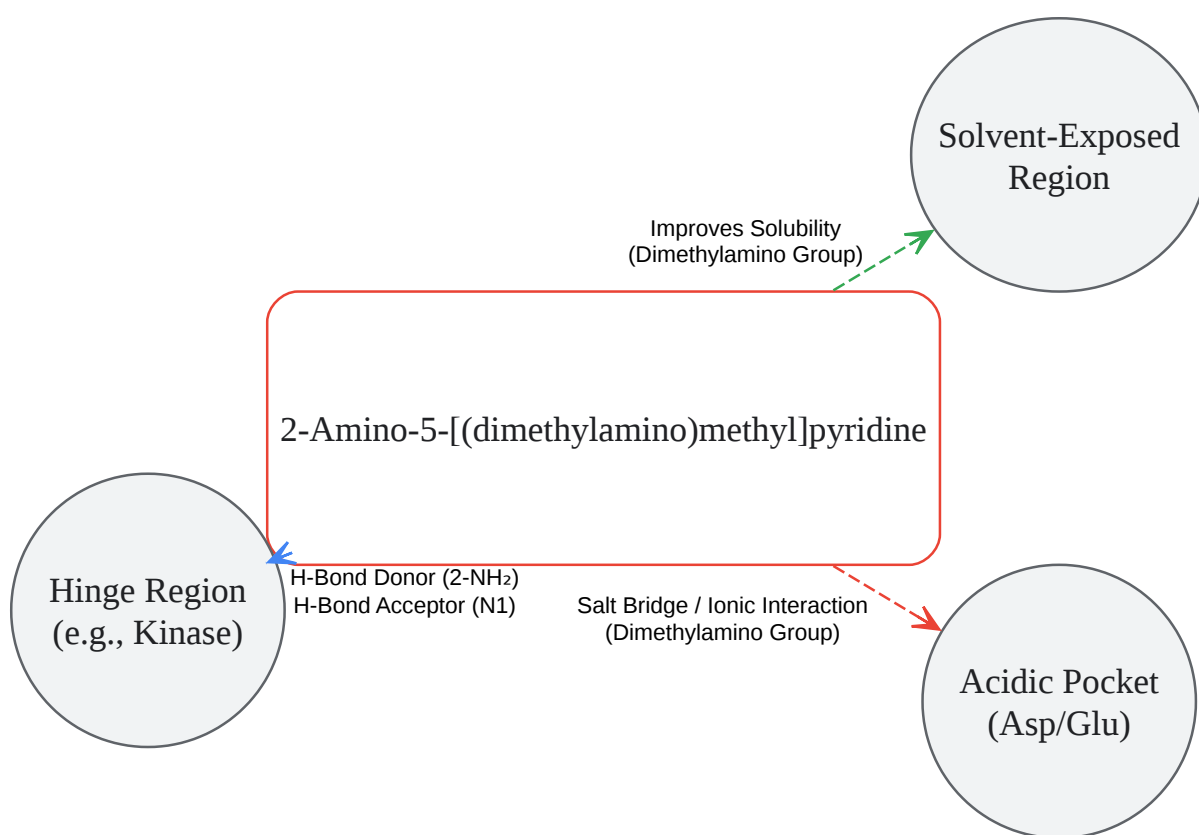 Solvent-Exposed
Region
Improves Solubility
(Dimethylamino Group)
2-Amino-5-[(dimethylamino)methyl]pyridine
Hinge Region
(e.g., Kinase)
H-Bond Donor (2-NH₂)
H-Bond Acceptor (N1)
Salt Bridge / Ionic Interaction
(Dimethylamino Group)
Acidic Pocket
(Asp/Glu)